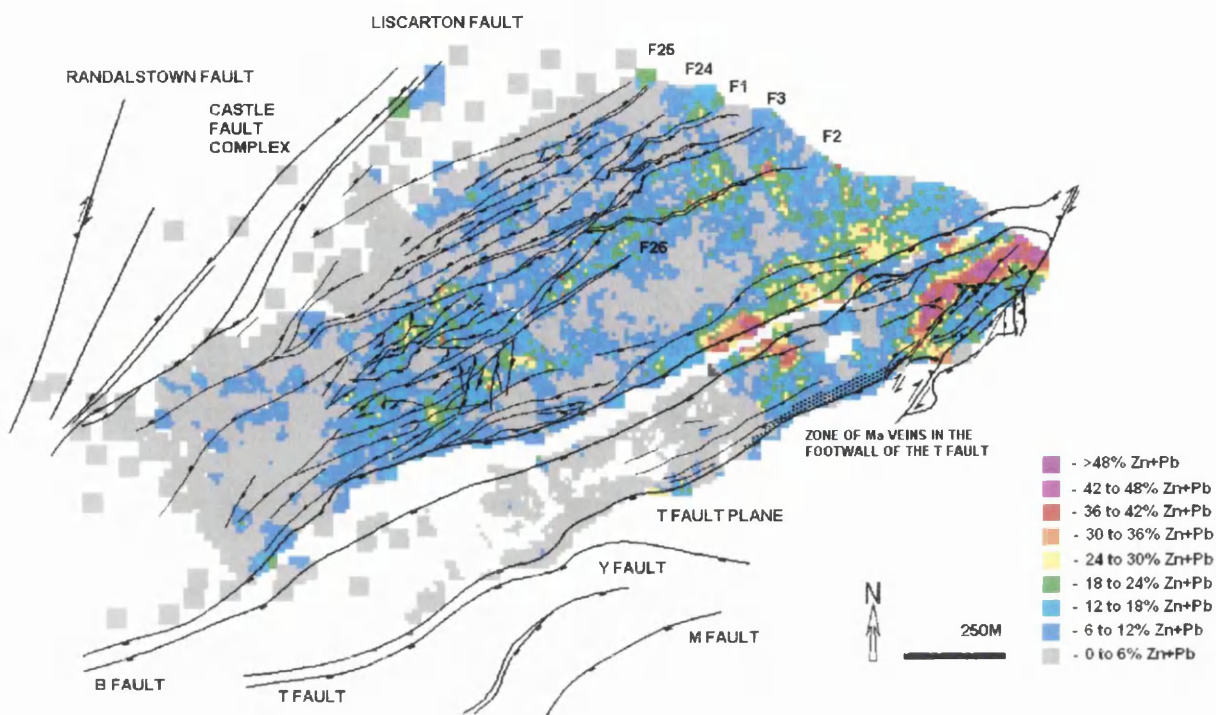 LISCARTON FAULT
RANDALSTOWN FAULT
CASTLE
FAULT
COMPLEX
F25
F24
F1
F3
F2
F26
ZONE OF Ma VEINS IN THE
FOOTWALL OF THE T FAULT
T FAULT PLANE
Y FAULT
M FAULT
B FAULT
T FAULT
N
250M
- >48% Zn+Pb
- 42 to 48% Zn+Pb
- 36 to 42% Zn+Pb
- 30 to 36% Zn+Pb
- 24 to 30% Zn+Pb
- 18 to 24% Zn+Pb
- 12 to 18% Zn+Pb
- 6 to 12% Zn+Pb
- 0 to 6% Zn+Pb